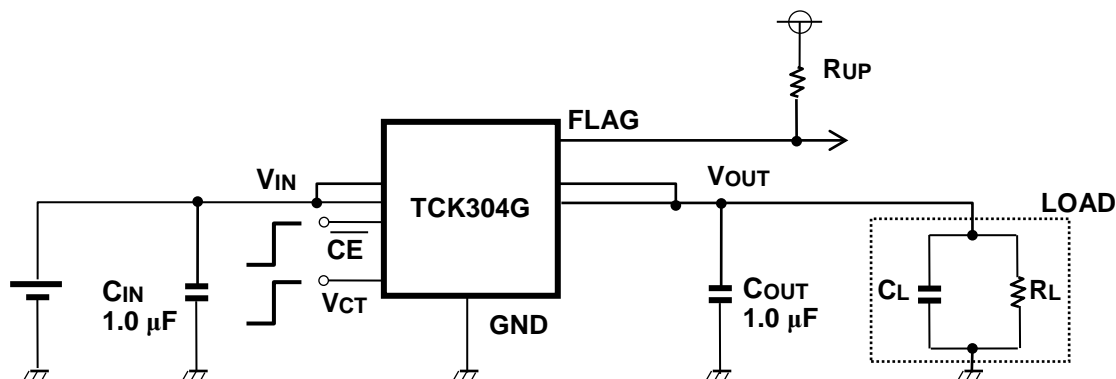 RUP
FLAG
VIN
VOUT
TCK304G
LOAD
CE
CIN
1.0 μF
VCT
COUT
1.0 μF
CL
RL
GND